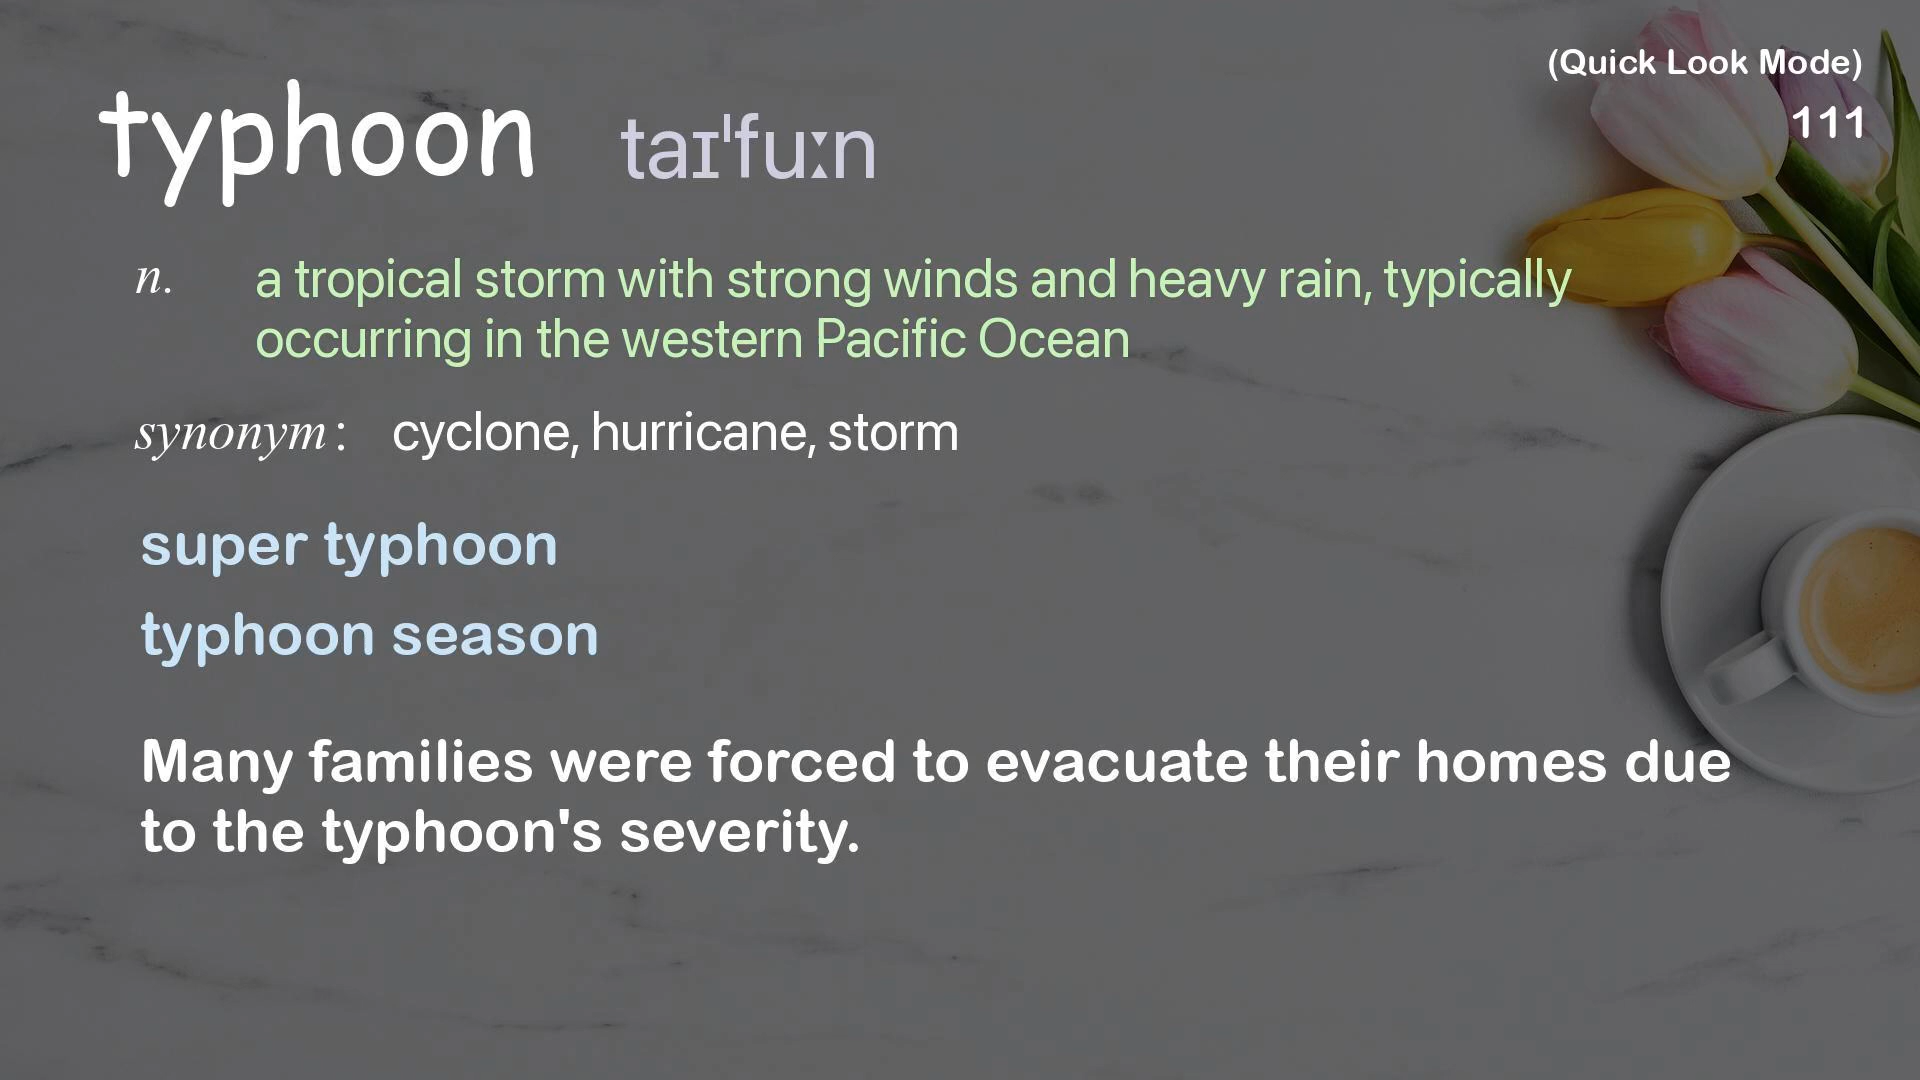 (Quick Look Mode)
111
typhoon taɪˈfuːn
n. a tropical storm with strong winds and heavy rain, typically
occurring in the western Pacific Ocean
synonym: cyclone, hurricane, storm
super typhoon
typhoon season
Many families were forced to evacuate their homes due
to the typhoon's severity.